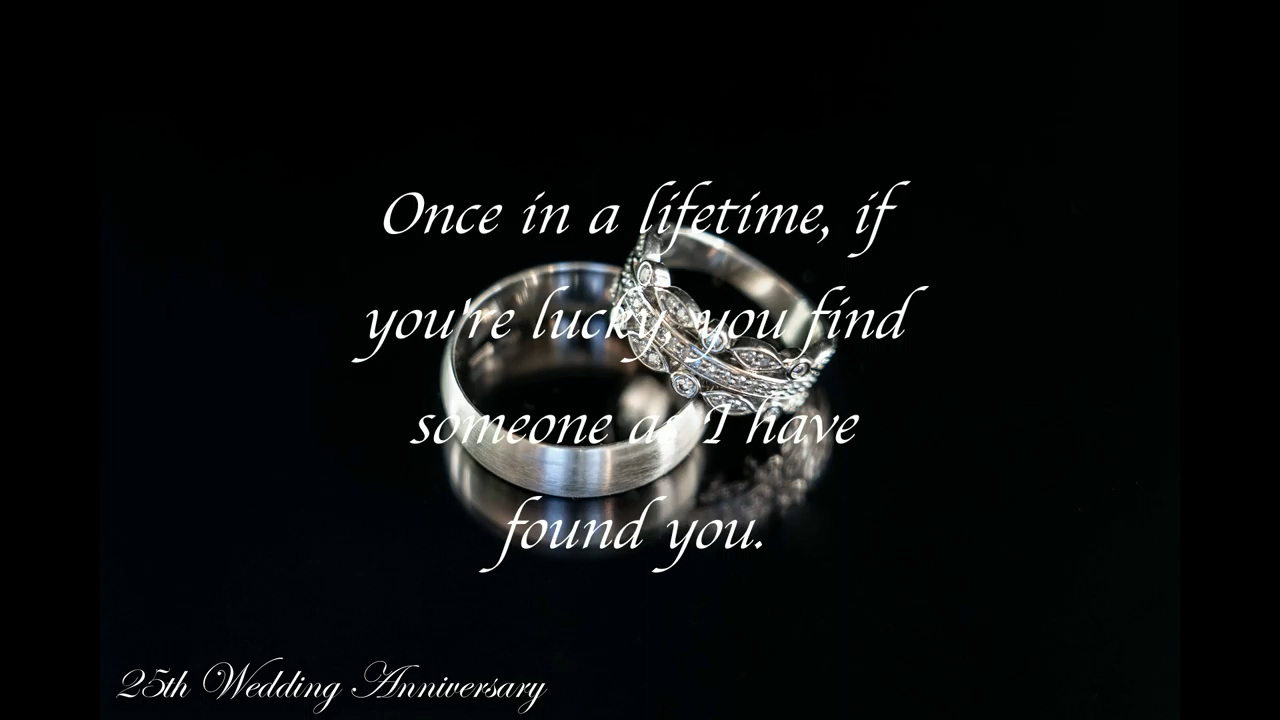 Once in a lifetime, if
you're lucky, you find
someone as I have
found you.
25th Wedding Anniversary